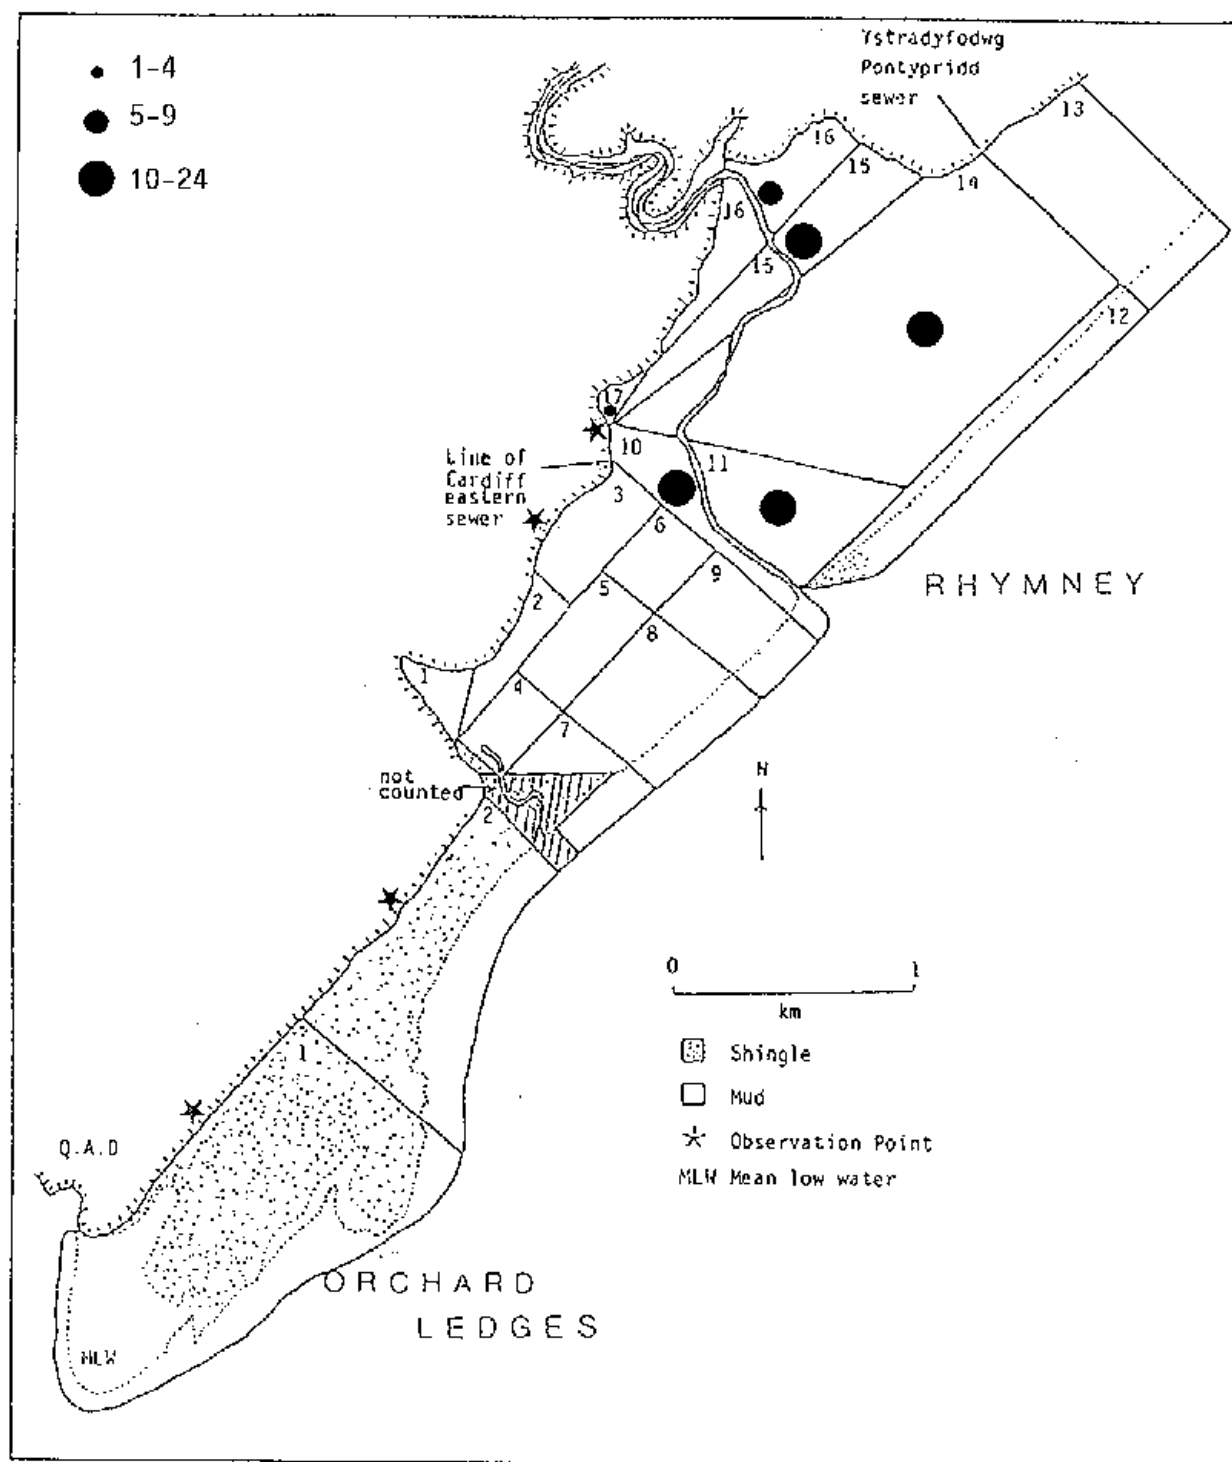 1-4
5-9
10-24
Ystradyfodwg
Pontypridd
sewer
13
16
15
14
16
15
12
17
10
11
Line of
Cardiff
eastern
sewer
3
6
9
2
5
8
RHYMNEY
1
4
7
not
counted
2
N
0 1
km
Shingle
Mud
Observation Point
MLW Mean low water
1
Q.A.D
ORCHARD
LEDGES
MLW